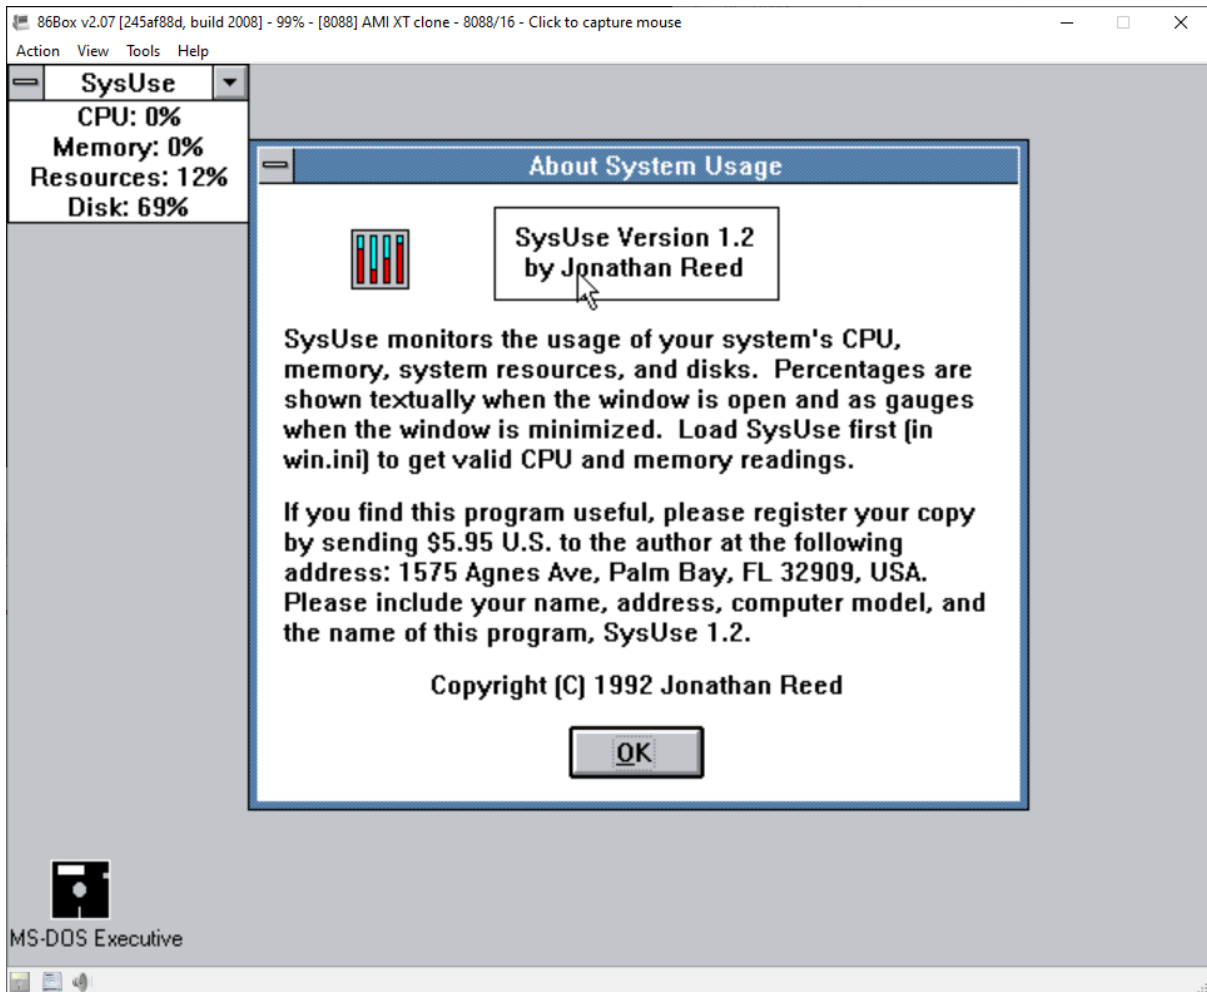 86Box v2.07 [245af88d, build 2008] - 99% - [8088] AMI XT clone - 8088/16 - Click to capture mouse
Action View Tools Help
SysUse
CPU: 0%
Memory: 0%
Resources: 12%
Disk: 69%
About System Usage
SysUse Version 1.2
by Jonathan Reed
SysUse monitors the usage of your system's CPU,
memory, system resources, and disks.  Percentages are
shown textually when the window is open and as gauges
when the window is minimized.  Load SysUse first (in
win.ini) to get valid CPU and memory readings.
If you find this program useful, please register your copy
by sending $5.95 U.S. to the author at the following
address: 1575 Agnes Ave, Palm Bay, FL 32909, USA.
Please include your name, address, computer model, and
the name of this program, SysUse 1.2.
Copyright (C) 1992 Jonathan Reed
OK
MS-DOS Executive